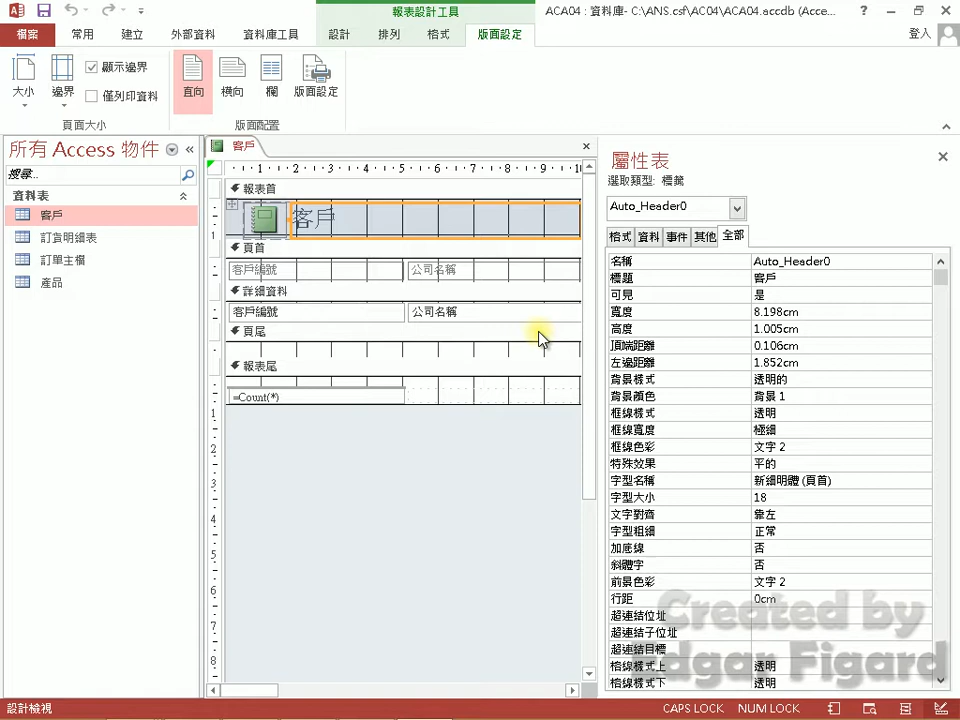 報表設計工具
ACA04 : 資料庫- C:\ANS.csf\AC04\ACA04.accdb (Acce...
?
檔案
常用
建立
外部資料
資料庫工具
設計
排列
格式
版面設定
登入
大小
邊界
顯示邊界
僅列印資料
直向
橫向
欄
版面設定
頁面大小
版面配置
所有 Access 物件
搜尋..
資料表
客戶
訂貨明細表
訂單主檔
產品
客戶
報表首
客戶
頁首
客戶編號
公司名稱
詳細資料
客戶編號
公司名稱
頁尾
報表尾
=Count(*)
屬性表
選取類型: 標籤
Auto_Header0
格式
資料
事件
其他
全部
名稱 Auto_Header0
標題 客戶
可見 是
寬度 8.198cm
高度 1.005cm
頂端距離 0.106cm
左邊距離 1.852cm
背景樣式 透明的
背景顏色 背景 1
框線樣式 透明
框線寬度 極細
框線色彩 文字 2
特殊效果 平的
字型名稱 新細明體 (頁首)
字型大小 18
文字對齊 靠左
字型粗細 正常
加底線 否
斜體字 否
前景色彩 文字 2
行距 0cm
超連結位址
超連結子位址
超連結目標
格線樣式上 透明
格線樣式下 透明
Created by
Edgar Figard
設計檢視
CAPS LOCK
NUM LOCK